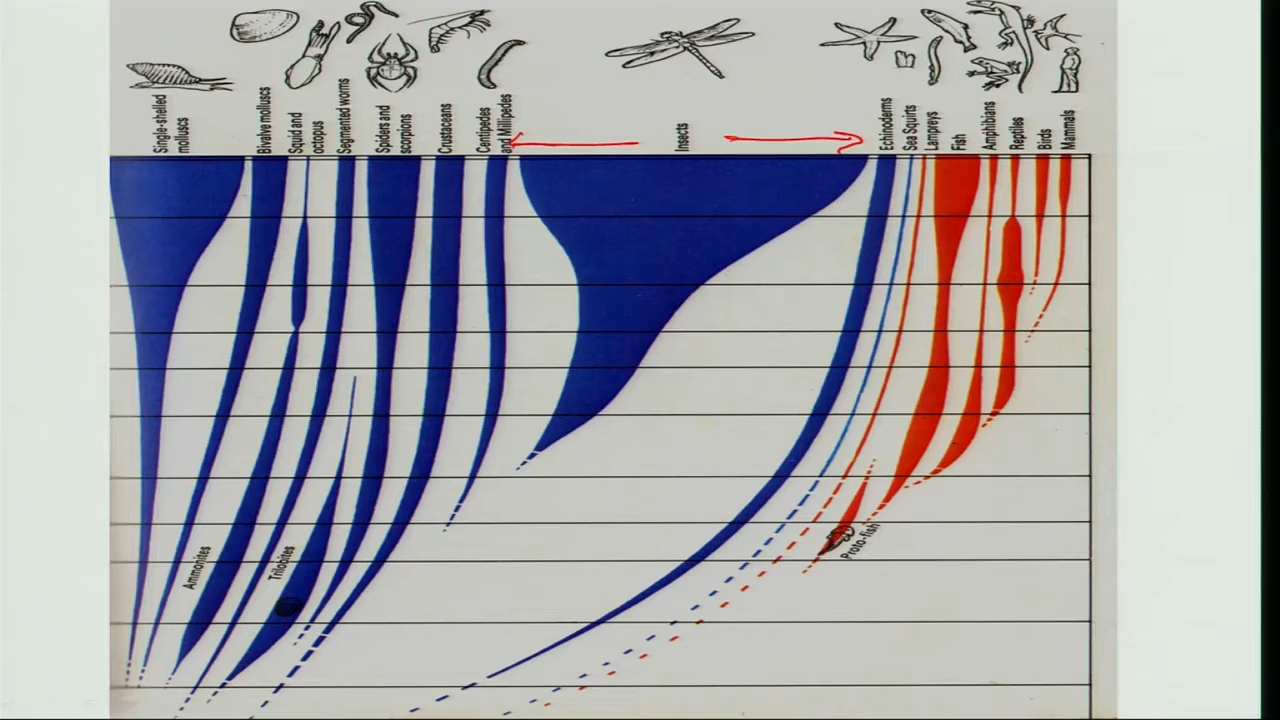 Single-shelled
molluscs
Bivalve molluscs
Squid and
octopus
Segmented worms
Spiders and
scorpions
Crustaceans
Centipedes
and Millipedes
Insects
Echinoderms
Sea Squirts
Lampreys
Fish
Amphibians
Reptiles
Birds
Mammals
Ammonites
Trilobites
Proto-fish